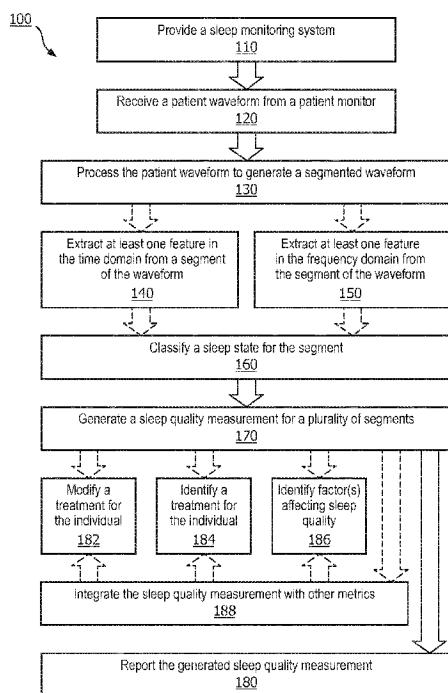 100
Provide a sleep monitoring system
110
Receive a patient waveform from a patient monitor
120
Process the patient waveform to generate a segmented waveform
130
Extract at least one feature in
the time domain from a segment
of the waveform
140
Extract at least one feature
in the frequency domain from
the segment of the waveform
150
Classify a sleep state for the segment
160
Generate a sleep quality measurement for a plurality of segments
170
Modify a
treatment for
the individual
182
Identify a
treatment for
the individual
184
Identify factor(s)
affecting sleep
quality
186
Integrate the sleep quality measurement with other metrics
188
Report the generated sleep quality measurement
180